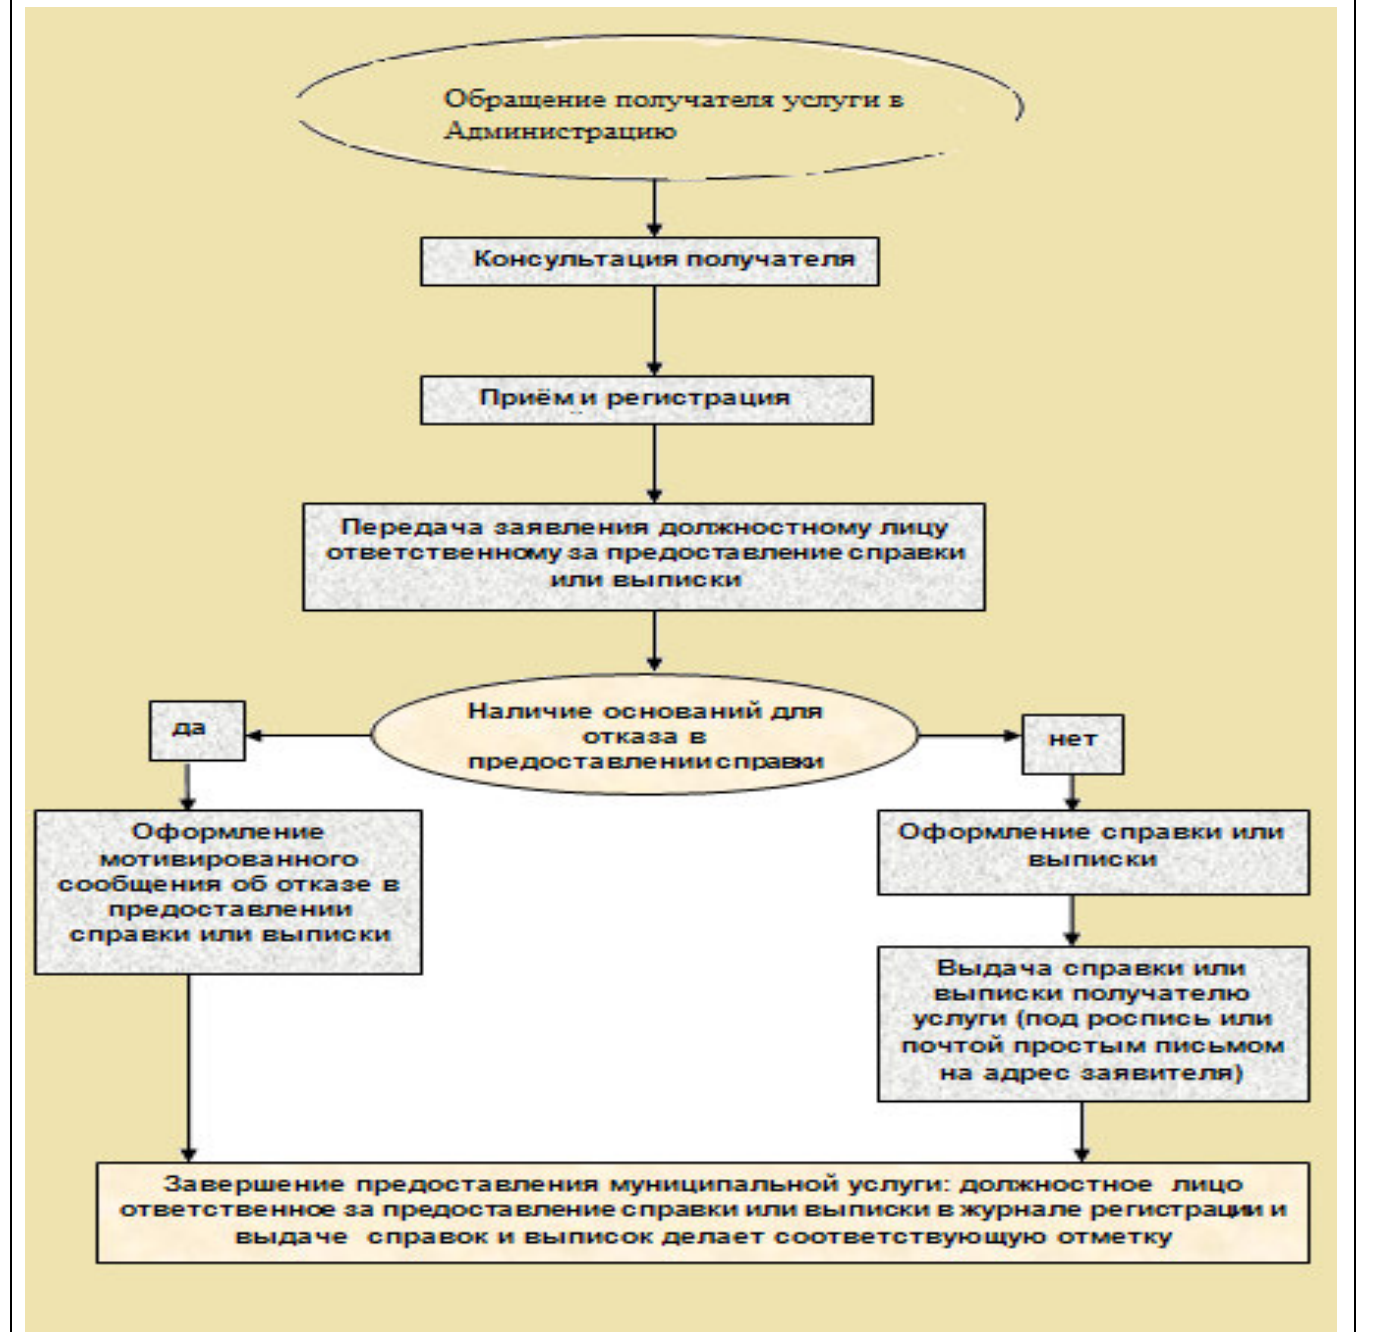 Обращение получателя услуги в
Администрацию
Консультация получателя
Приём и регистрация
Передача заявления должностному лицу
ответственному за предоставление справки
или выписки
Наличие оснований для
отказа в
предоставлении справки
да
нет
Оформление
мотивированного
сообщения об отказе в
предоставлении
справки или выписки
Оформление справки или
выписки
Выдача справки или
выписки получателю
услуги (под роспись или
почтой простым письмом
на адрес заявителя)
Завершение предоставления муниципальной услуги: должностное лицо
ответственное за предоставление справки или выписки в журнале регистрации и
выдаче справок и выписок делает соответствующую отметку